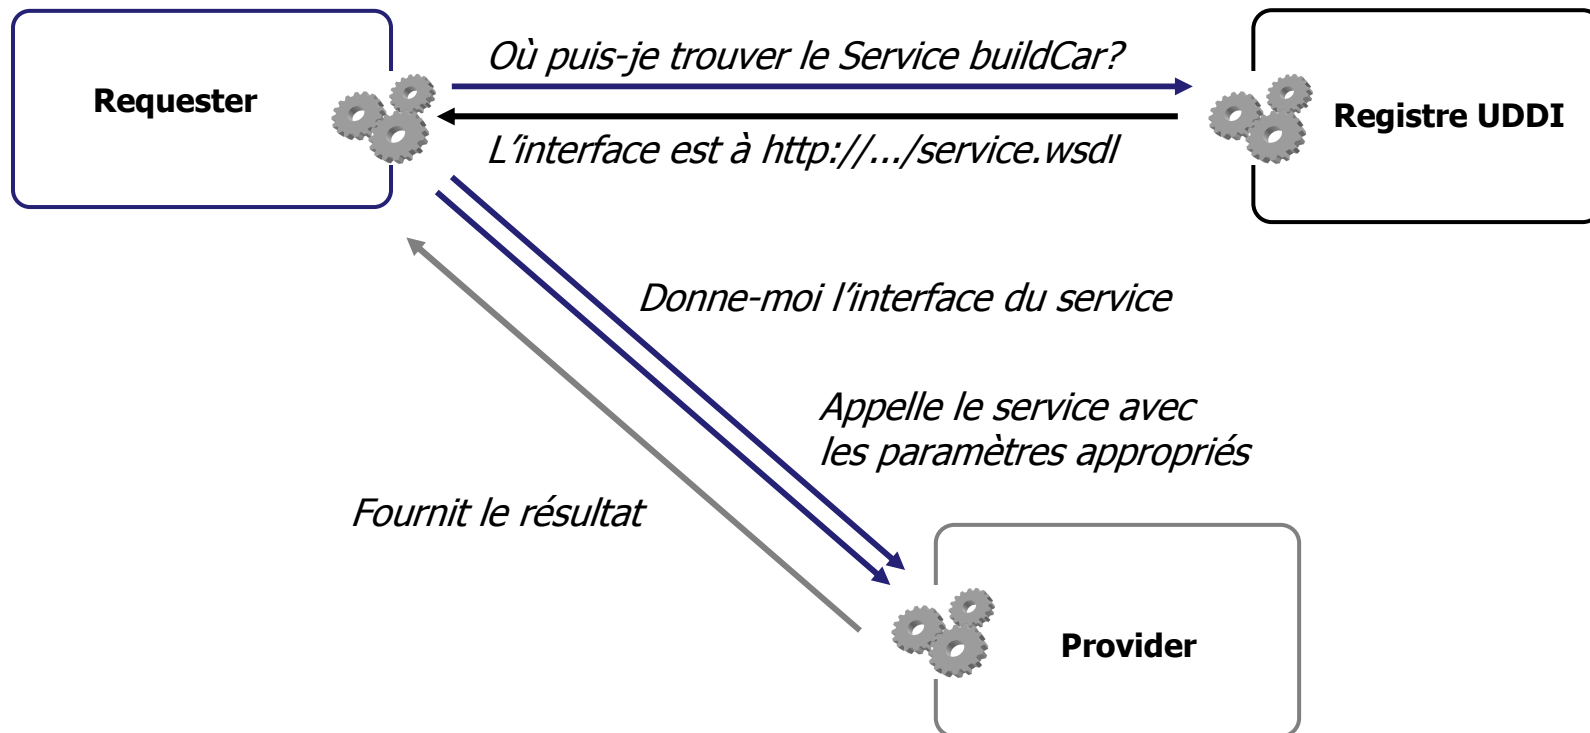 Où puis-je trouver le Service buildCar?
Requester
Registre UDDI
L'interface est à http://.../service.wsdl
Donne-moi l'interface du service
Appelle le service avec
les paramètres appropriés
Fournit le résultat
Provider